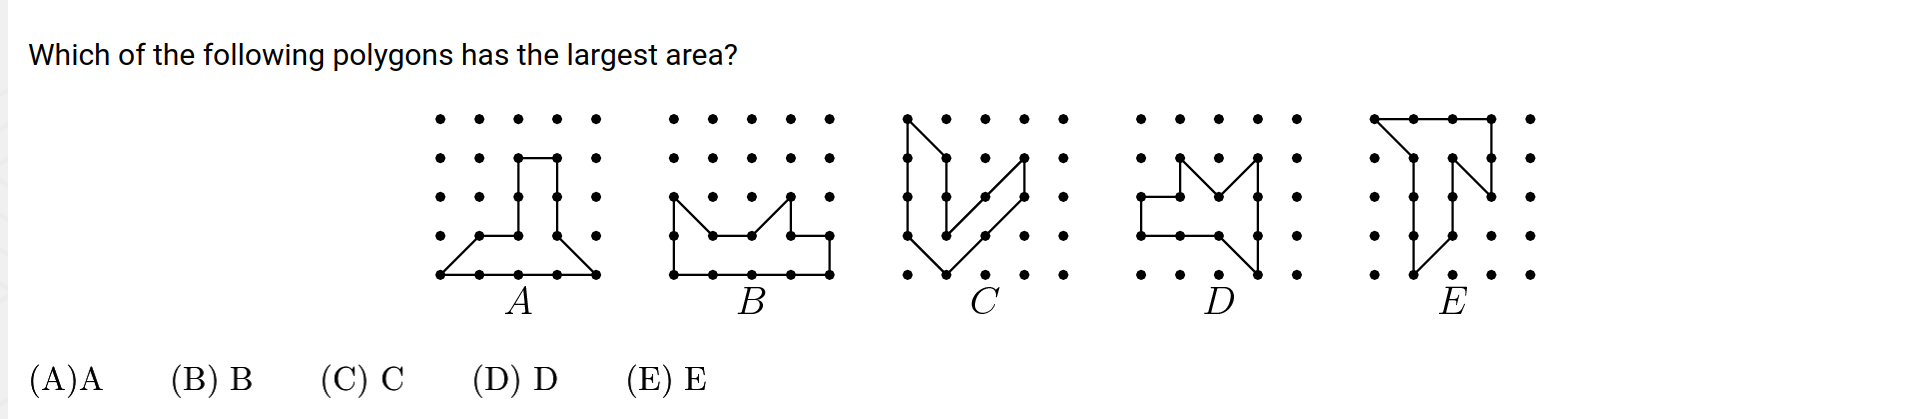 Which of the following polygons has the largest area?
A B C D E
(A)A (B) B (C) C (D) D (E) E